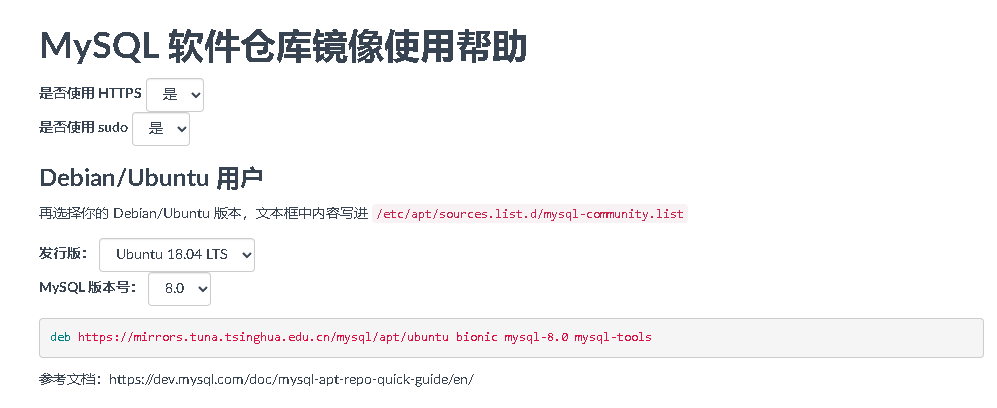 MySQL 软件仓库镜像使用帮助
是否使用 HTTPS 是
是否使用 sudo 是
Debian/Ubuntu 用户
再选择你的 Debian/Ubuntu 版本，文本框中内容写进 /etc/apt/sources.list.d/mysql-community.list
发行版： Ubuntu 18.04 LTS
MySQL 版本号： 8.0
deb https://mirrors.tuna.tsinghua.edu.cn/mysql/apt/ubuntu bionic mysql-8.0 mysql-tools
参考文档：https://dev.mysql.com/doc/mysql-apt-repo-quick-guide/en/